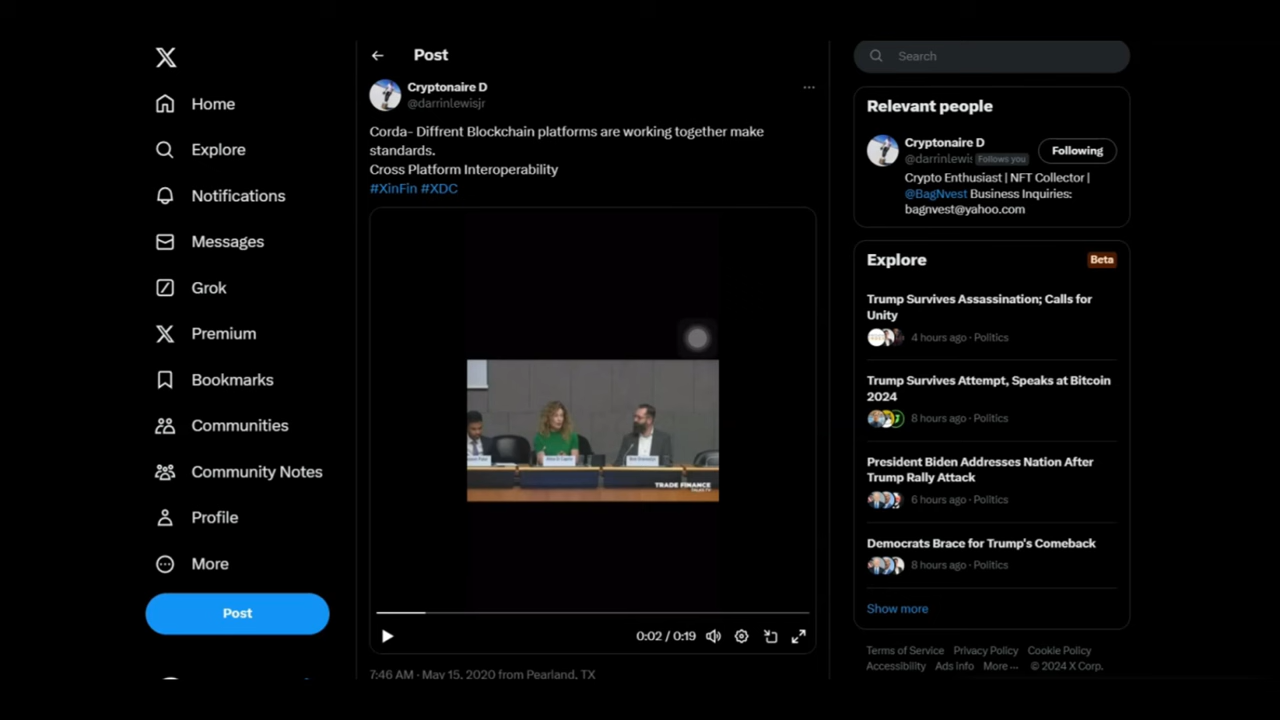 Home
Explore
Notifications
Messages
Grok
Premium
Bookmarks
Communities
Community Notes
Profile
More
Post
Post
Cryptonaire D
@darrinlewisjr
Corda- Diffrent Blockchain platforms are working together make
standards.
Cross Platform Interoperability
#XinFin #XDC
TRADE FINANCE
0:02 / 0:19
7:46 AM · May 15, 2020 from Pearland, TX
Search
Relevant people
Cryptonaire D
@darrinlewis Follows you
Following
Crypto Enthusiast | NFT Collector |
@BagNvest Business Inquiries:
bagnvest@yahoo.com
Explore
Beta
Trump Survives Assassination; Calls for
Unity
4 hours ago · Politics
Trump Survives Attempt, Speaks at Bitcoin
2024
8 hours ago · Politics
President Biden Addresses Nation After
Trump Rally Attack
6 hours ago · Politics
Democrats Brace for Trump's Comeback
8 hours ago · Politics
Show more
Terms of Service Privacy Policy Cookie Policy
Accessibility Ads info More ··· © 2024 X Corp.